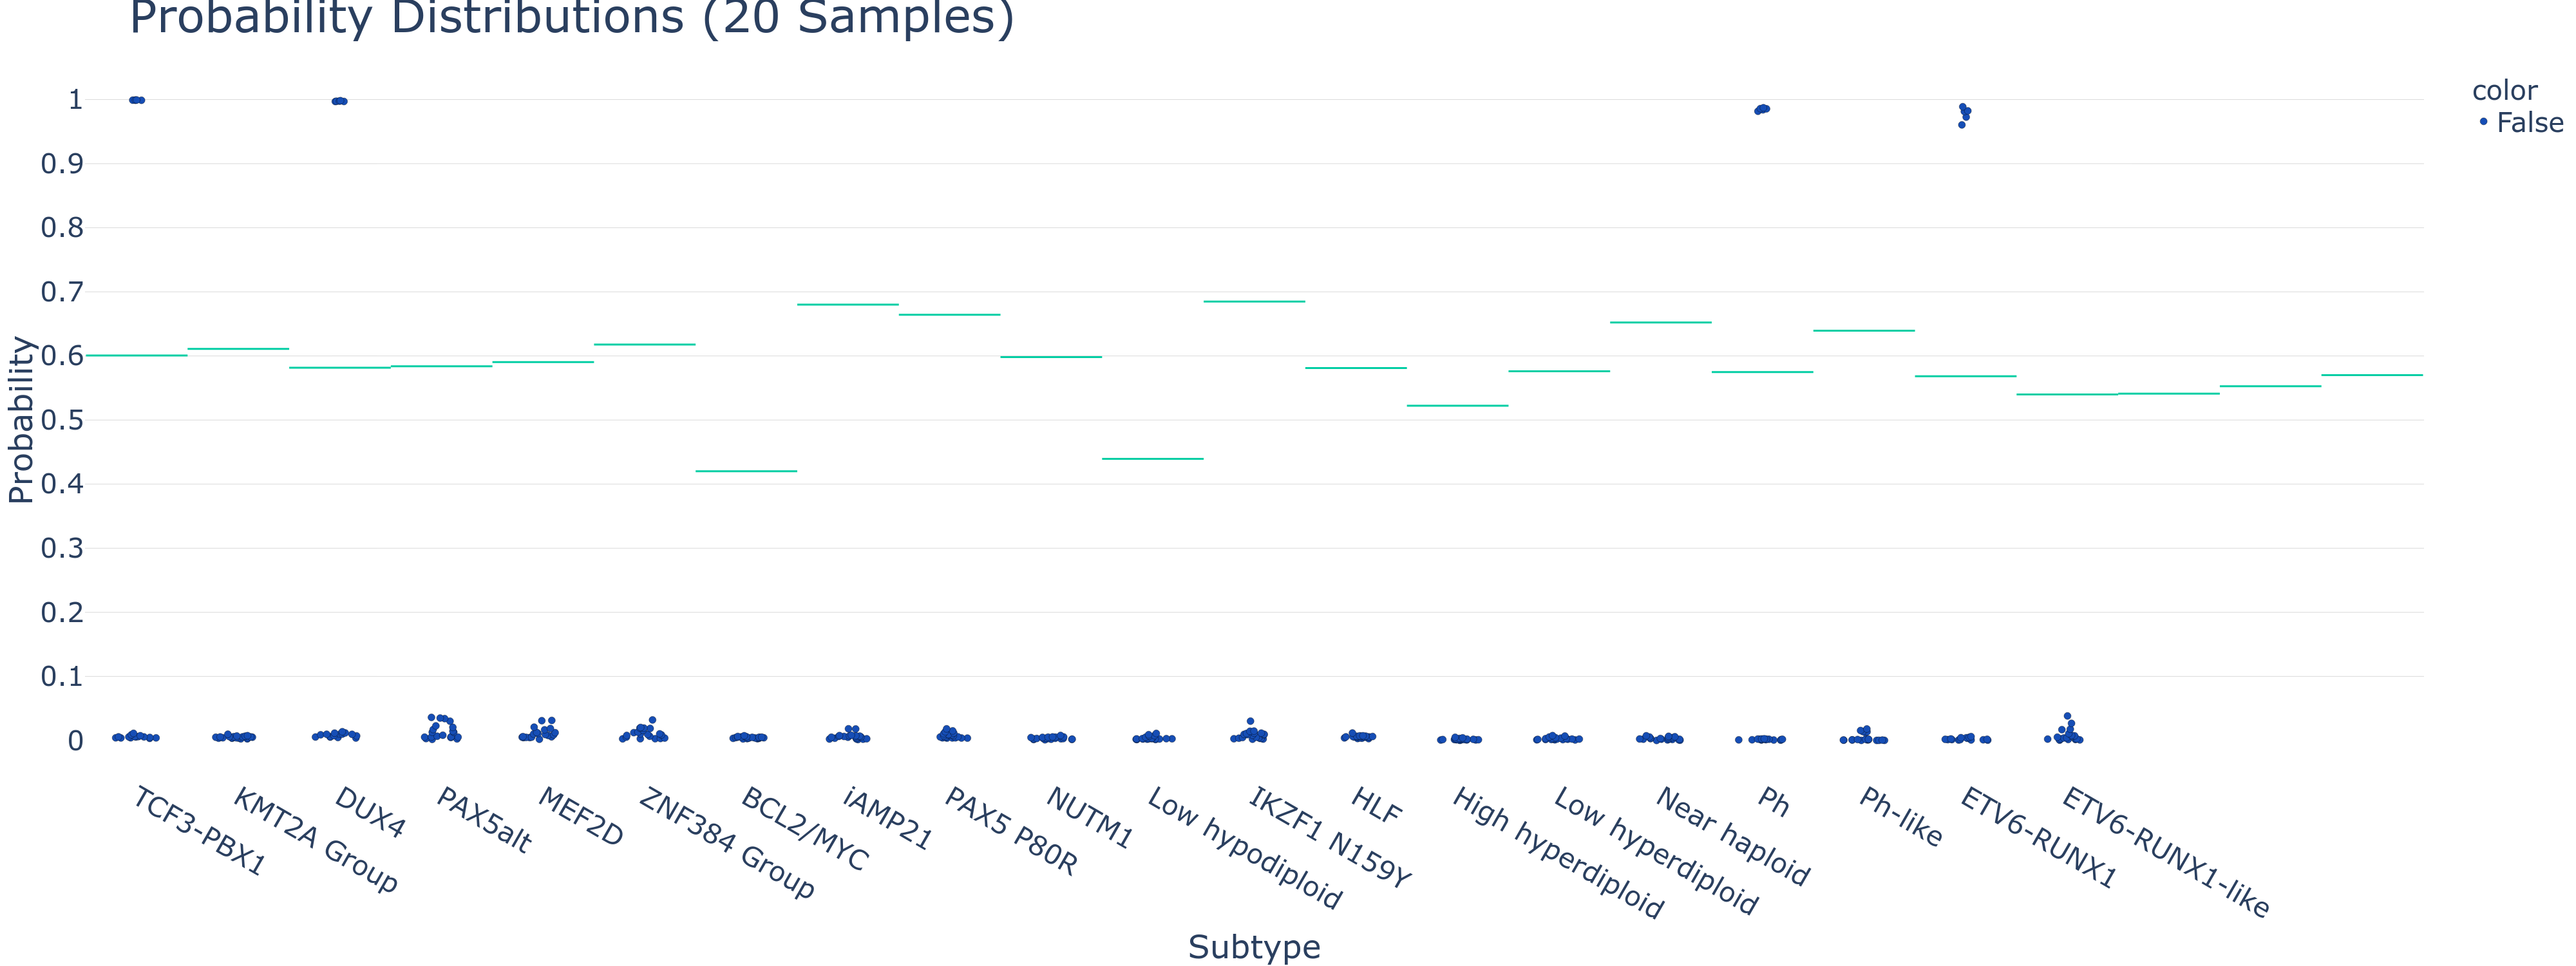 Probability Distributions (20 Samples)
color
False
1
0.9
0.8
0.7
0.6
0.5
0.4
0.3
0.2
0.1
0
Probability
TCF3-PBX1
KMT2A Group
DUX4
PAX5alt
MEF2D
ZNF384 Group
BCL2/MYC
iAMP21
PAX5 P80R
NUTM1
Low hypodiploid
IKZF1 N159Y
HLF
High hyperdiploid
Low hyperdiploid
Near haploid
Ph
Ph-like
ETV6-RUNX1
ETV6-RUNX1-like
Subtype